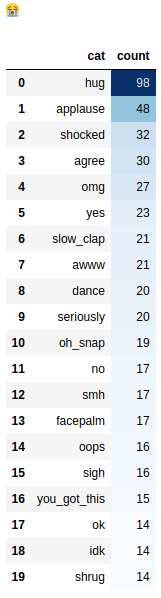 😭
cat count
0 hug 98
1 applause 48
2 shocked 32
3 agree 30
4 omg 27
5 yes 23
6 slow_clap 21
7 awww 21
8 dance 20
9 seriously 20
10 oh_snap 19
11 no 17
12 smh 17
13 facepalm 17
14 oops 16
15 sigh 16
16 you_got_this 15
17 ok 14
18 idk 14
19 shrug 14